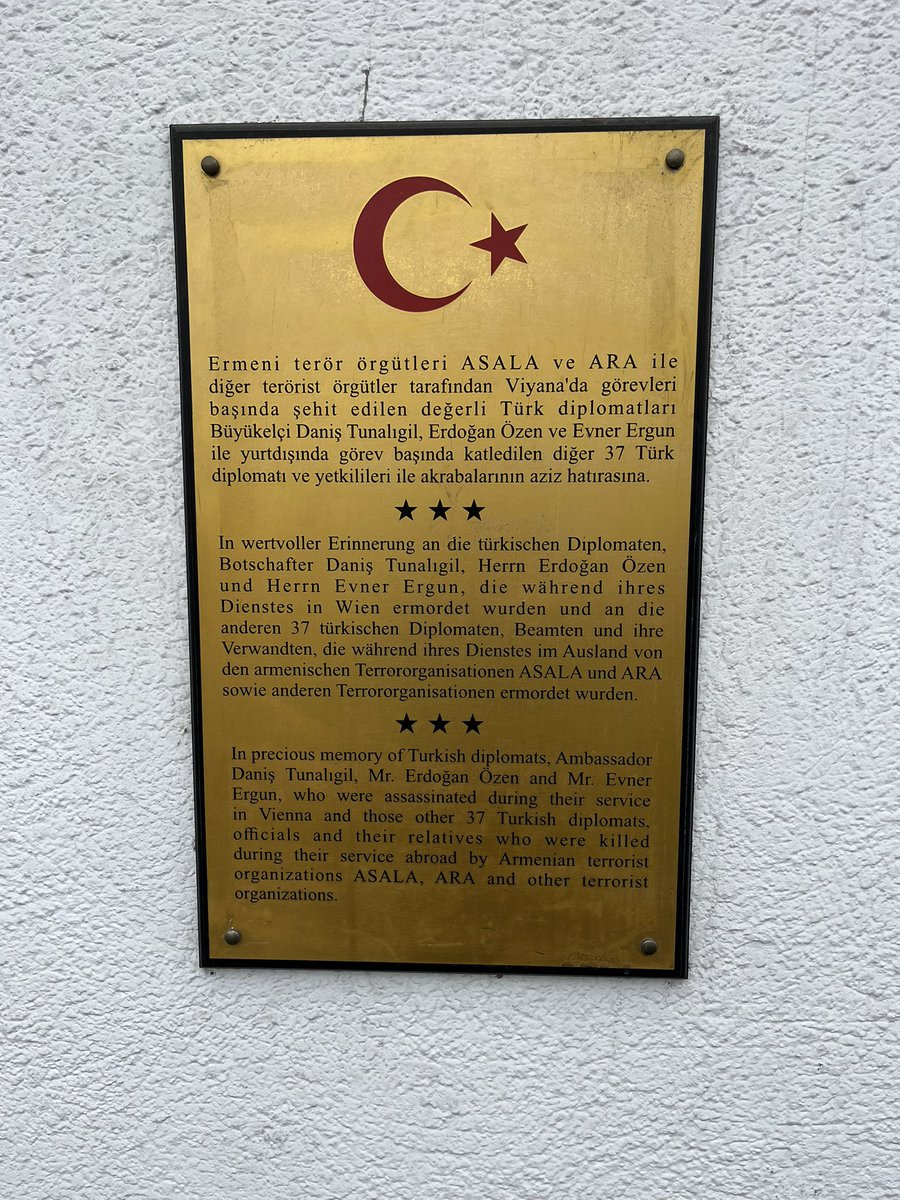 Ermeni terör örgütleri ASALA ve ARA ile
diğer terörist örgütler tarafından Viyana'da görevleri
başında şehit edilen değerli Türk diplomatları
Büyükelçi Daniş Tunalıgil, Erdoğan Özen ve Evner Ergun
ile yurtdışında görev başında katledilen diğer 37 Türk
diplomatı ve yetkilileri ile akrabalarının aziz hatırasına.
★ ★ ★
In wertvoller Erinnerung an die türkischen Diplomaten,
Botschafter Daniş Tunalıgil, Herrn Erdoğan Özen
und Herrn Evner Ergun, die während ihres
Dienstes in Wien ermordet wurden und an die
anderen 37 türkischen Diplomaten, Beamten und ihre
Verwandten, die während ihres Dienstes im Ausland von
den armenischen Terrororganisationen ASALA und ARA
sowie anderen Terrororganisationen ermordet wurden.
★ ★ ★
In precious memory of Turkish diplomats, Ambassador
Daniş Tunalıgil, Mr. Erdoğan Özen and Mr. Evner
Ergun, who were assassinated during their service
in Vienna and those other 37 Turkish diplomats,
officials and their relatives who were killed
during their service abroad by Armenian terrorist
organizations ASALA, ARA and other terrorist
organizations.